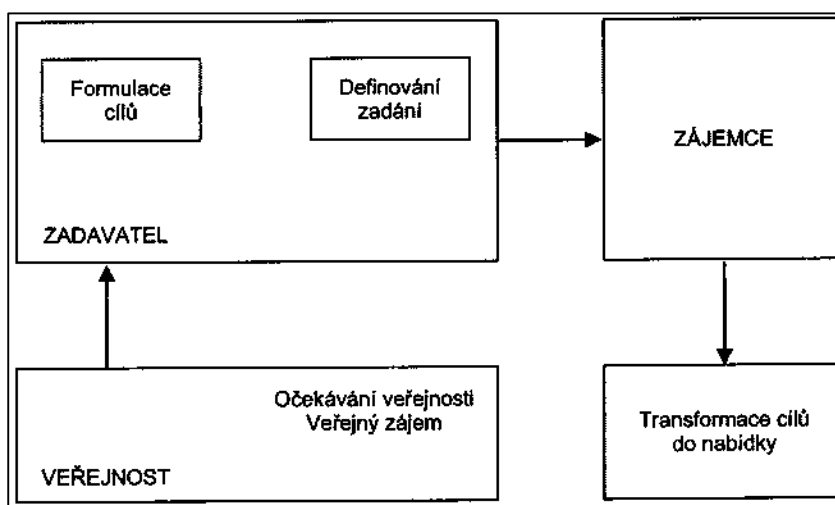 Formulace
cílů
Definování
zadání
ZADAVATEL
ZÁJEMCE
Očekávání veřejnosti
Veřejný zájem
VEŘEJNOST
Transformace cílů
do nabídky